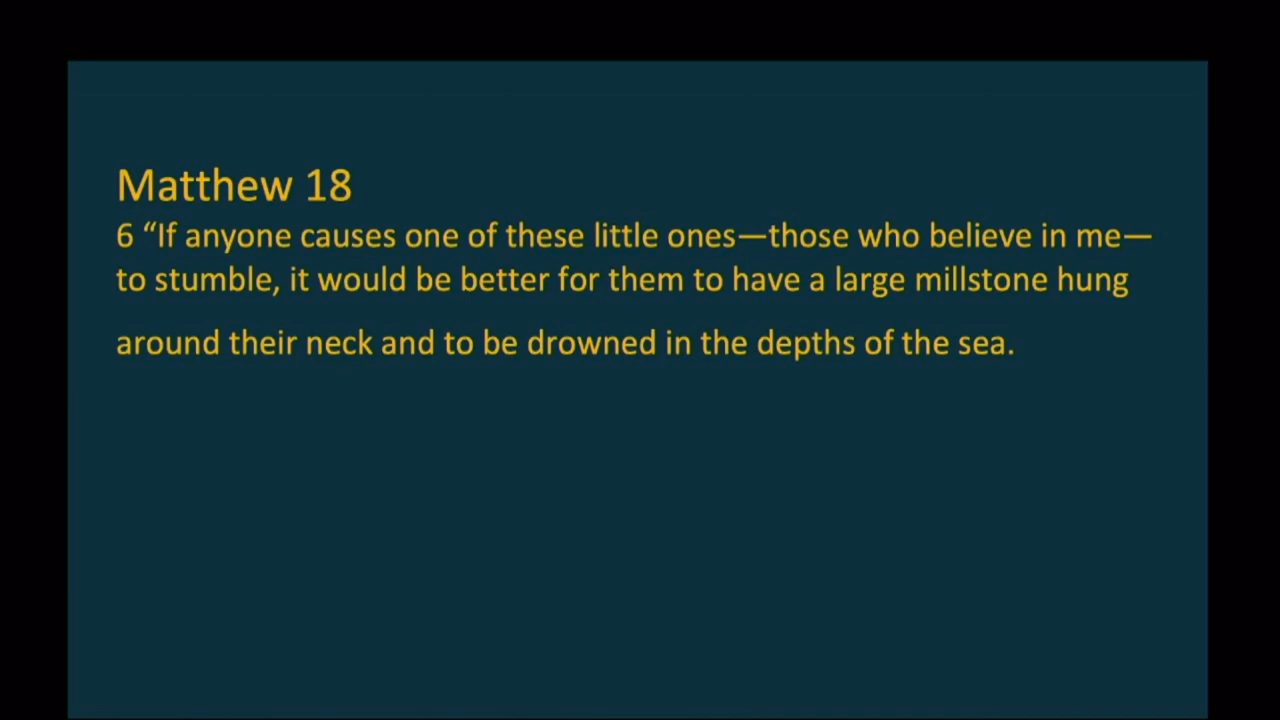 Matthew 18
6 “If anyone causes one of these little ones—those who believe in me—
to stumble, it would be better for them to have a large millstone hung
around their neck and to be drowned in the depths of the sea.